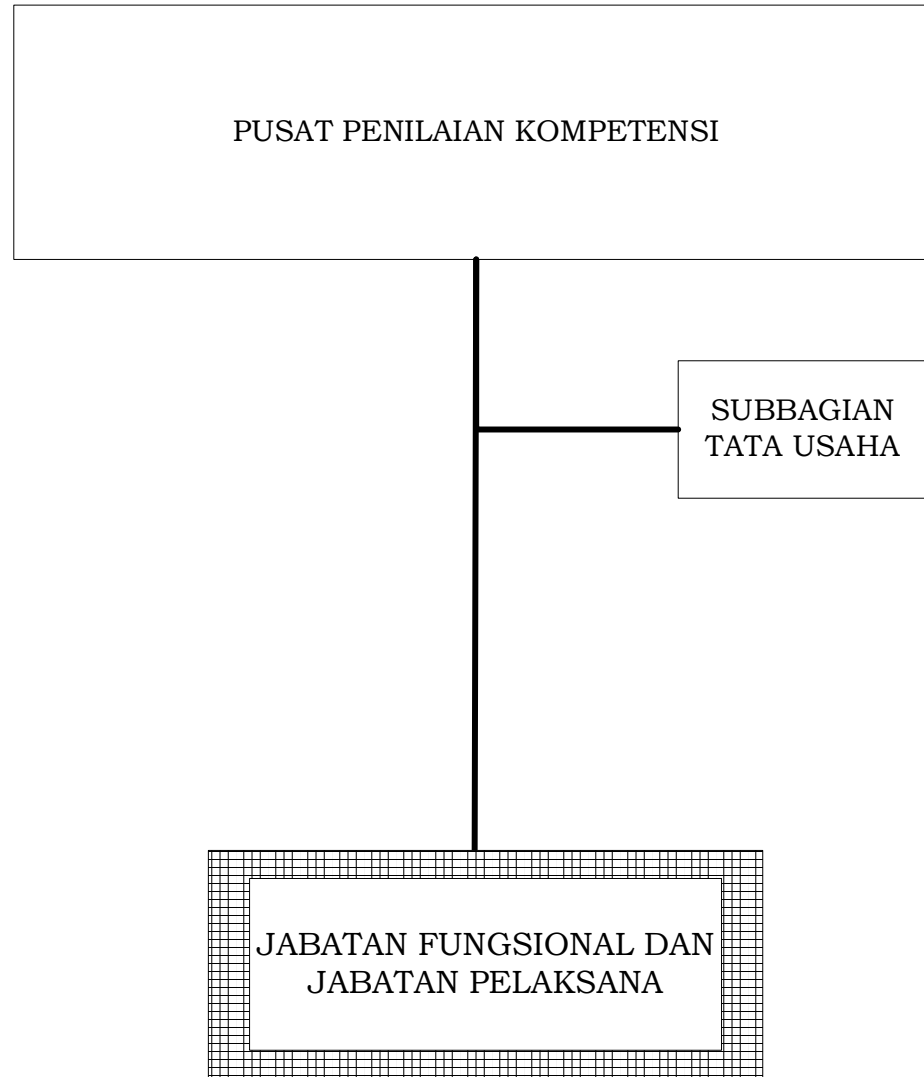 PUSAT PENILAIAN KOMPETENSI
SUBBAGIAN
TATA USAHA
JABATAN FUNGSIONAL DAN
JABATAN PELAKSANA